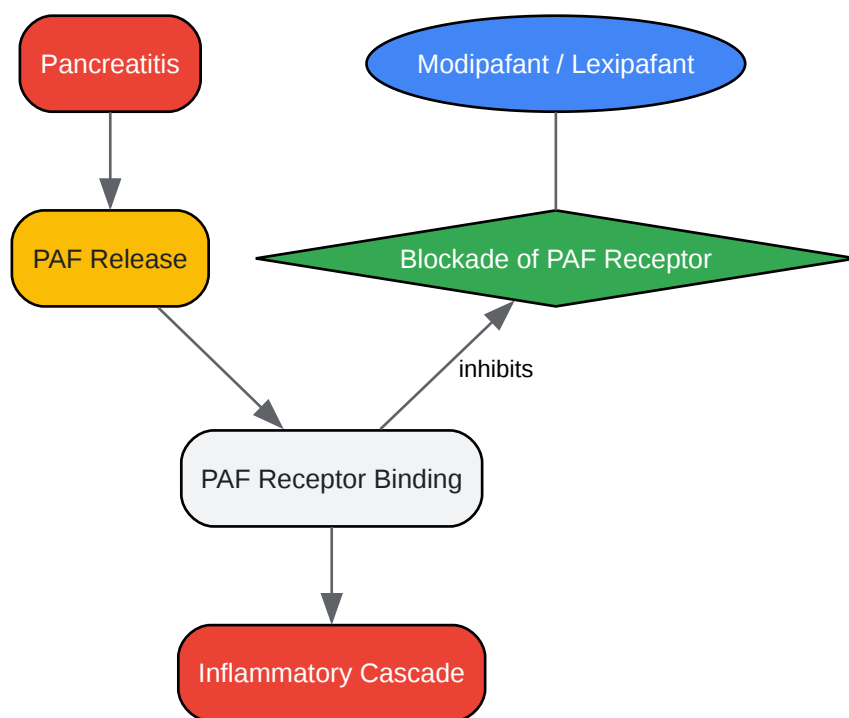 Pancreatitis
Modipafant / Lexipafant
PAF Release
Blockade of PAF Receptor
inhibits
PAF Receptor Binding
Inflammatory Cascade